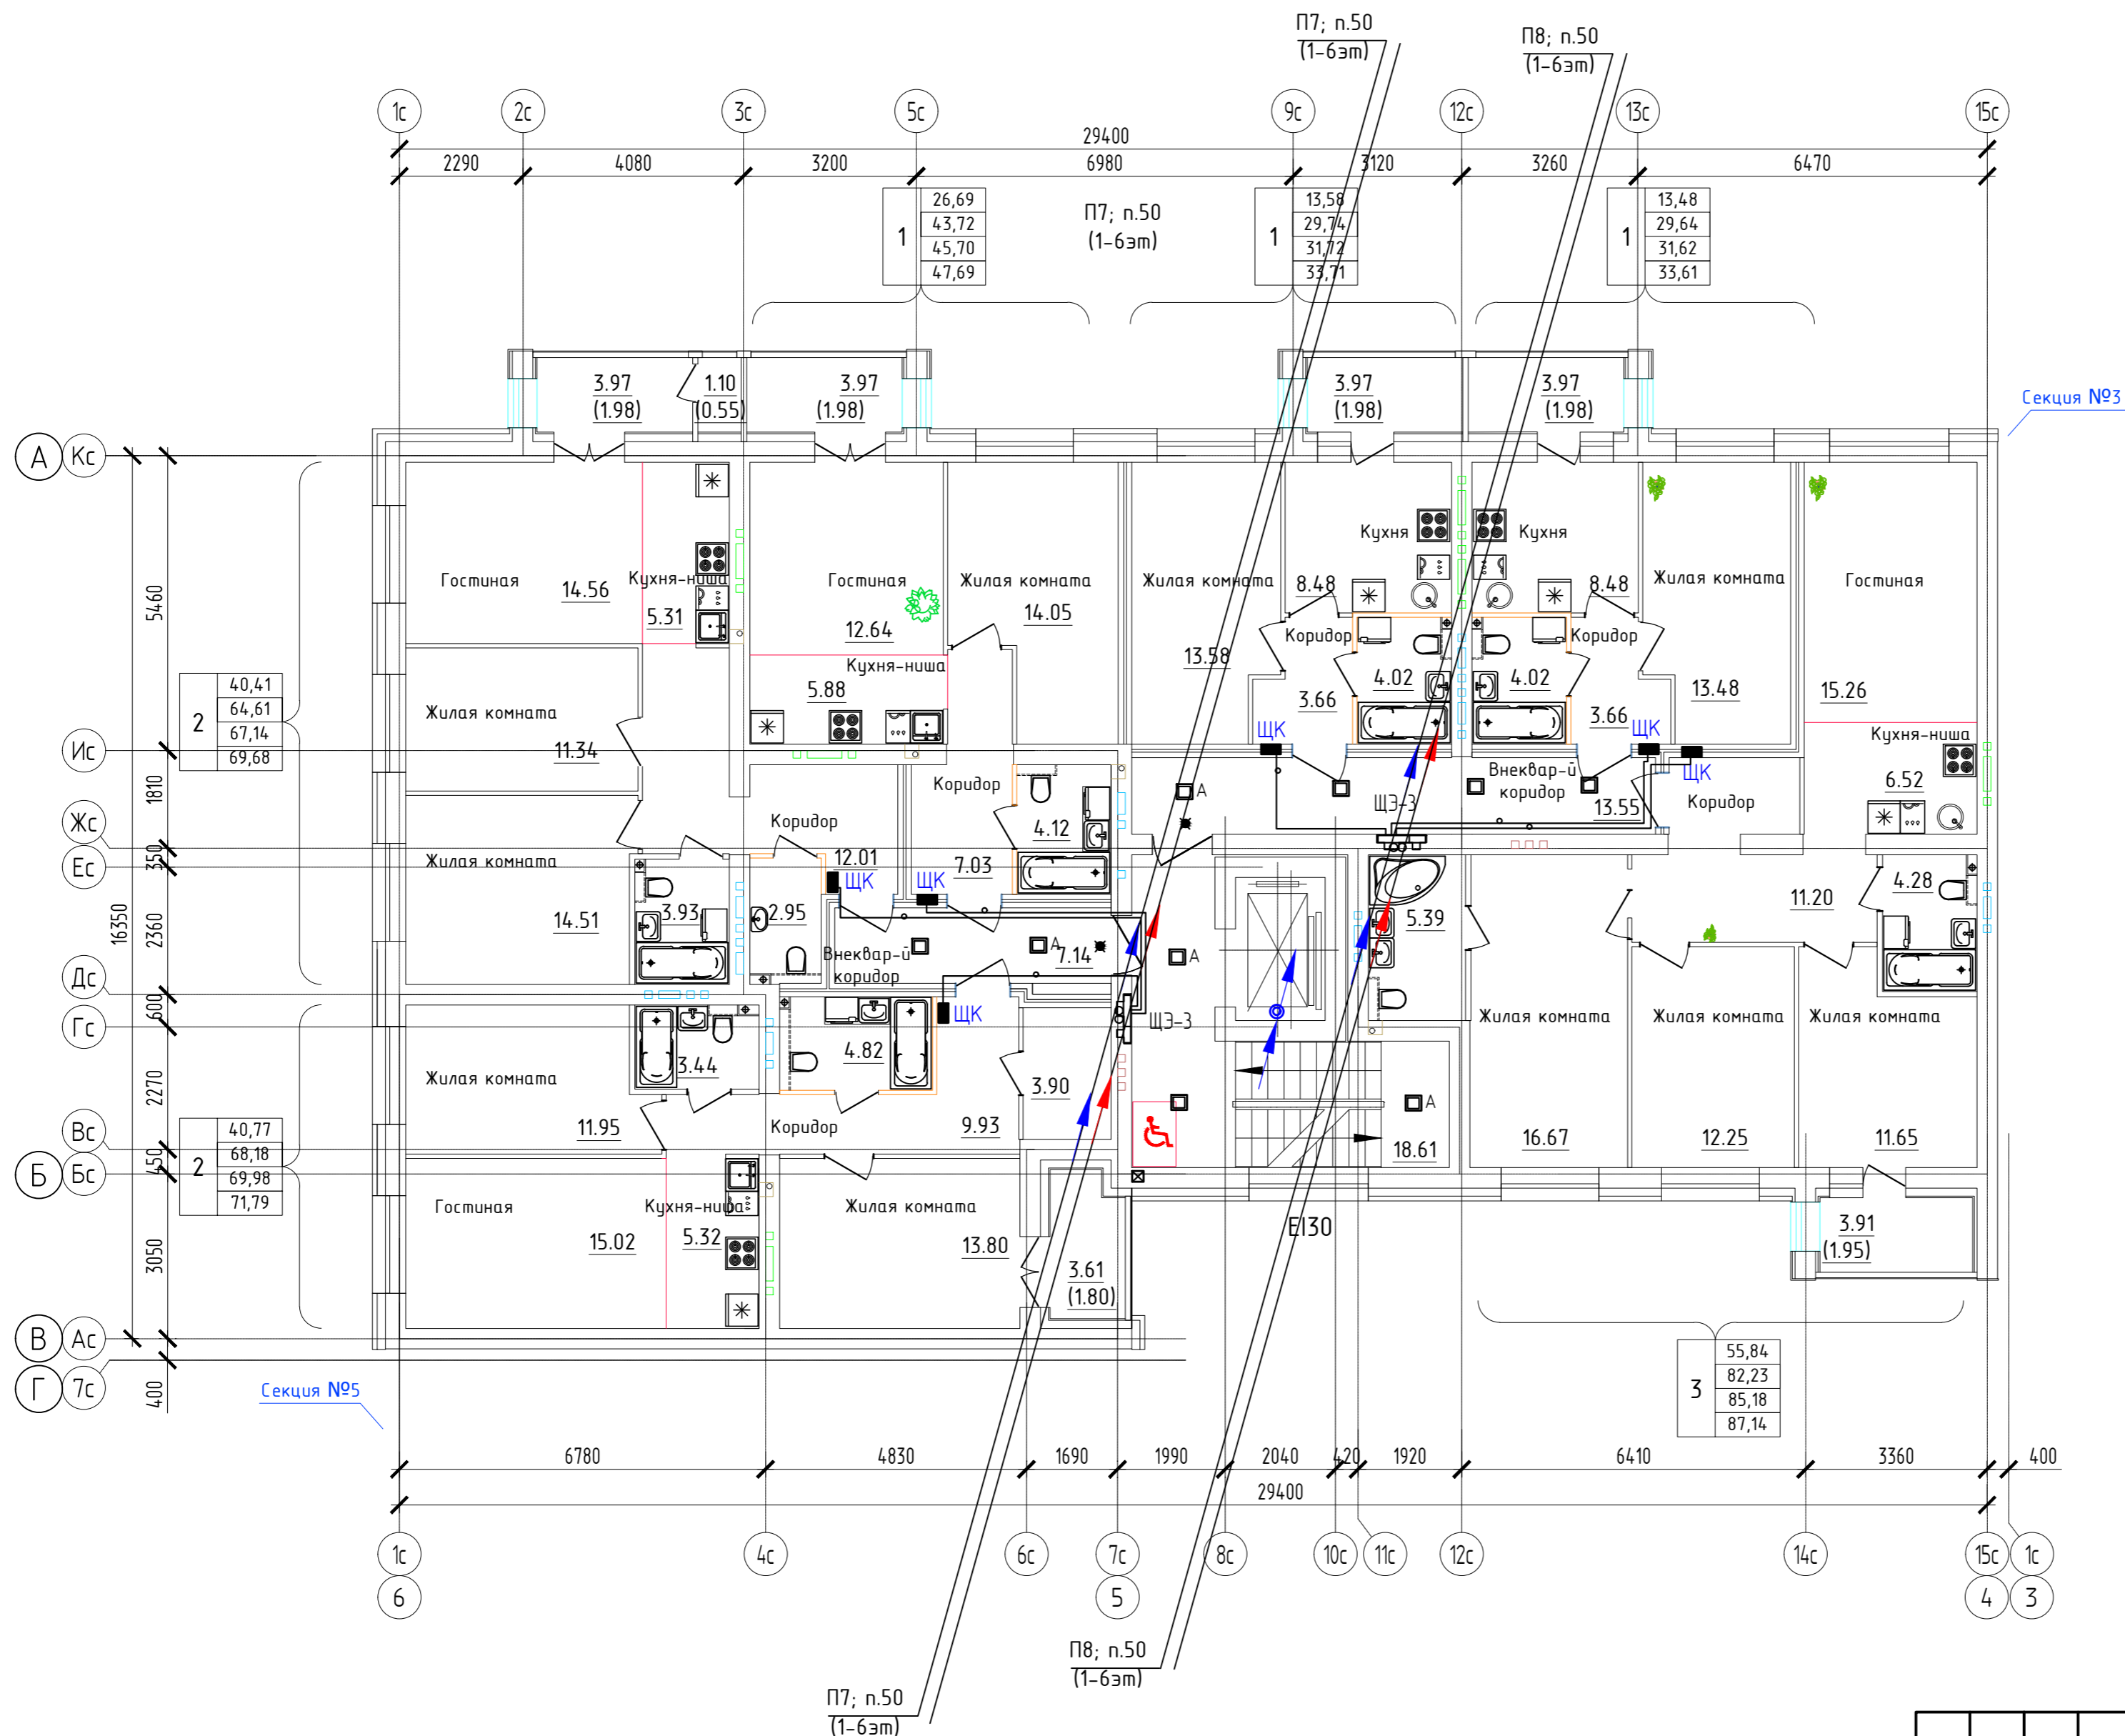 П7; п.50
(1-6эт)
П8; п.50
(1-6эт)
1с
2с
3с
5с
9с
12с
13с
15с
29400
2290
4080
3200
6980
3120
3260
6470
1
26,69
43,72
45,70
47,69
П7; п.50
(1-6эт)
1
13,58
29,74
31,72
33,71
1
13,48
29,64
31,62
33,61
3.97
(1.98)
1.10
(0.55)
3.97
(1.98)
3.97
(1.98)
3.97
(1.98)
Секция №3
А
Кс
Гостиная
14.56
Кухня-ниша
5.31
Гостиная
12.64
Жилая комната
14.05
Жилая комната
13.58
Кухня
8.48
Кухня
8.48
Жилая комната
13.48
Гостиная
15.26
Коридор
3.66
4.02
4.02
Коридор
3.66
Кухня-ниша
5.88
Кухня-ниша
6.52
5460
2
40,41
64,61
67,14
69,68
Жилая комната
11.34
Ис
ЩК
ЩК
ЩК
1810
Коридор
4.12
А
ЩЭ-3
Внеквар-й
коридор
13.55
Коридор
Жс
350
Ес
Жилая комната
14.51
Коридор
12.01
ЩК
ЩК
7.03
16350
2360
3.93
2.95
Внеквар-й
коридор
А
7.14
А
5.39
11.20
4.28
Дс
600
Гс
ЩК
ЩЭ-3
Жилая комната
16.67
Жилая комната
12.25
Жилая комната
11.65
2270
Жилая комната
11.95
3.44
4.82
3.90
Коридор
9.93
А
18.61
Вс
450
Б
Бс
2
40,77
68,18
69,98
71,79
Гостиная
15.02
Кухня-ниша
5.32
Жилая комната
13.80
3.61
(1.80)
EI30
3.91
(1.95)
3050
В
Ас
Г
7с
400
Секция №5
3
55,84
82,23
85,18
87,14
6780
4830
1690
1990
2040
420
1920
6410
3360
400
29400
1с
4с
6с
7с
8с
10с
11с
12с
14с
15с
1с
6
5
4
3
П8; п.50
(1-6эт)
П7; п.50
(1-6эт)